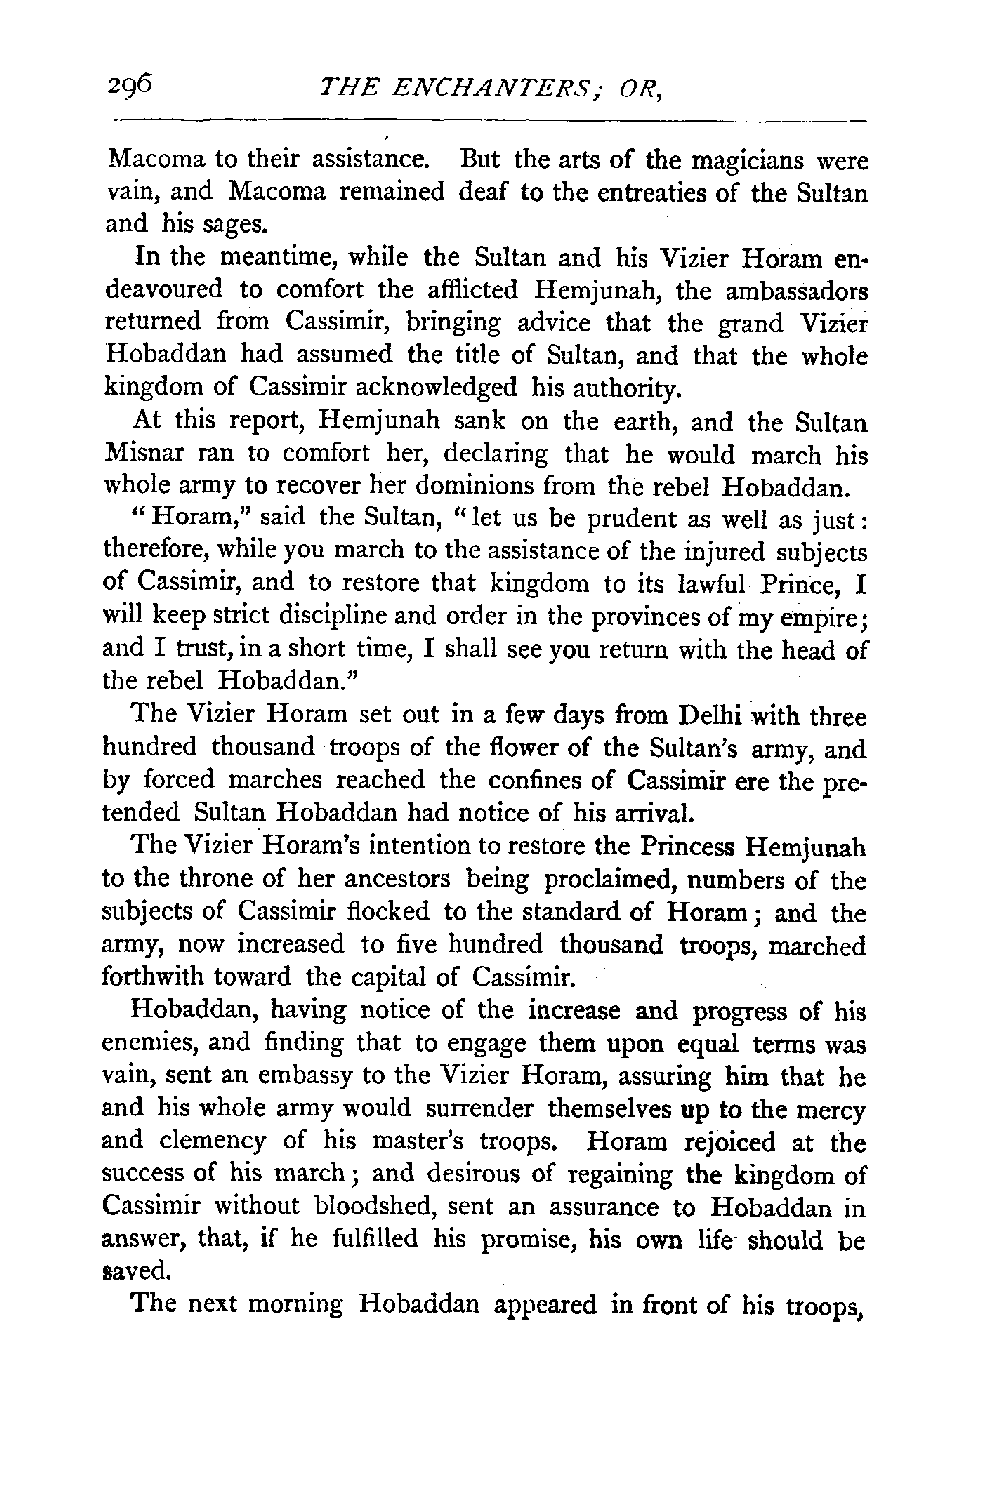 296 THE ENCHANTERS; OR,
Macoma to their assistance. But the arts of the magicians were
vain, and Macoma remained deaf to the entreaties of the Sultan
and his sages.
In the meantime, while the Sultan and his Vizier Horam en-
deavoured to comfort the afflicted Hemjunah, the ambassadors
returned from Cassimir, bringing advice that the grand Vizier
Hobaddan had assumed the title of Sultan, and that the whole
kingdom of Cassimir acknowledged his authority.
At this report, Hemjunah sank on the earth, and the Sultan
Misnar ran to comfort her, declaring that he would march his
whole army to recover her dominions from the rebel Hobaddan.
“Horam,” said the Sultan, “let us be prudent as well as just:
therefore, while you march to the assistance of the injured subjects
of Cassimir, and to restore that kingdom to its lawful Prince, I
will keep strict discipline and order in the provinces of my empire;
and I trust, in a short time, I shall see you return with the head of
the rebel Hobaddan.”
The Vizier Horam set out in a few days from Delhi with three
hundred thousand troops of the flower of the Sultan's army, and
by forced marches reached the confines of Cassimir ere the pre-
tended Sultan Hobaddan had notice of his arrival.
The Vizier Horam's intention to restore the Princess Hemjunah
to the throne of her ancestors being proclaimed, numbers of the
subjects of Cassimir flocked to the standard of Horam; and the
army, now increased to five hundred thousand troops, marched
forthwith toward the capital of Cassimir.
Hobaddan, having notice of the increase and progress of his
enemies, and finding that to engage them upon equal terms was
vain, sent an embassy to the Vizier Horam, assuring him that he
and his whole army would surrender themselves up to the mercy
and clemency of his master's troops. Horam rejoiced at the
success of his march; and desirous of regaining the kingdom of
Cassimir without bloodshed, sent an assurance to Hobaddan in
answer, that, if he fulfilled his promise, his own life should be
saved.
The next morning Hobaddan appeared in front of his troops,